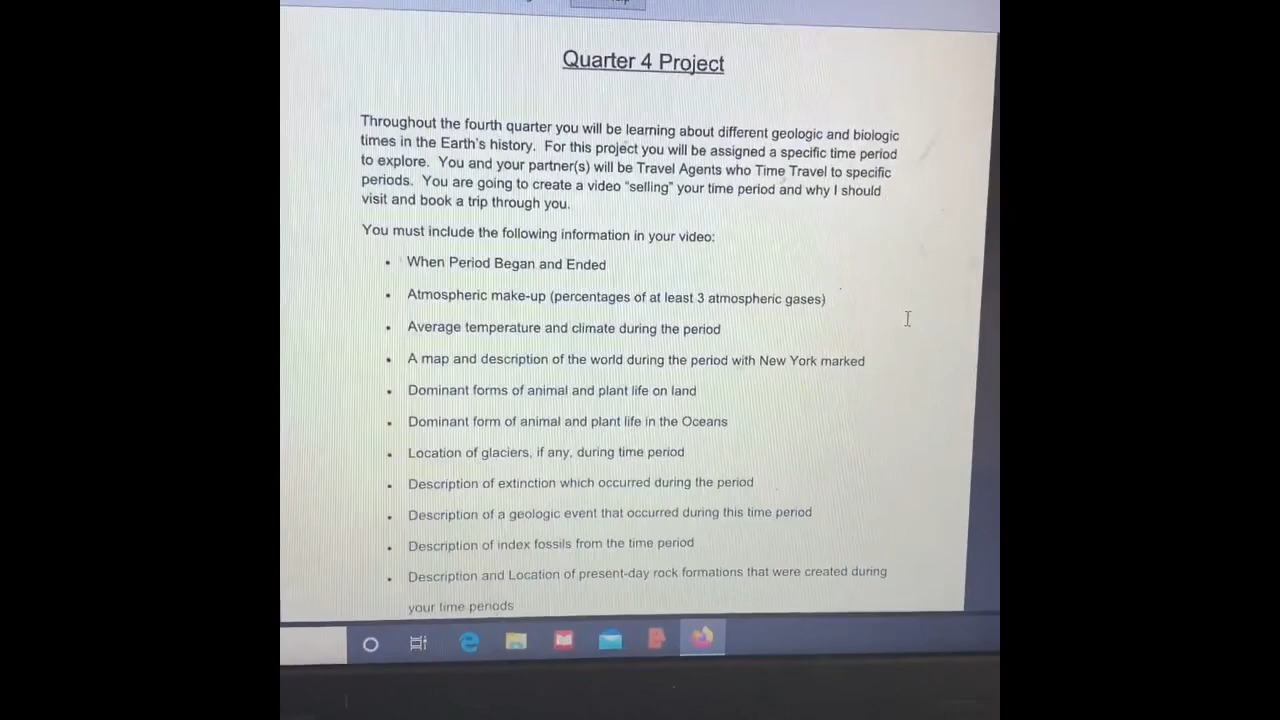 Quarter 4 Project
Throughout the fourth quarter you will be learning about different geologic and biologic
times in the Earth's history. For this project you will be assigned a specific time period
to explore. You and your partner(s) will be Travel Agents who Time Travel to specific
periods. You are going to create a video "selling" your time period and why I should
visit and book a trip through you.
You must include the following information in your video:
• When Period Began and Ended
• Atmospheric make-up (percentages of at least 3 atmospheric gases)
• Average temperature and climate during the period
• A map and description of the world during the period with New York marked
• Dominant forms of animal and plant life on land
• Dominant form of animal and plant life in the Oceans
• Location of glaciers, if any, during time period
• Description of extinction which occurred during the period
• Description of a geologic event that occurred during this time period
• Description of index fossils from the time period
• Description and Location of present-day rock formations that were created during
your time periods